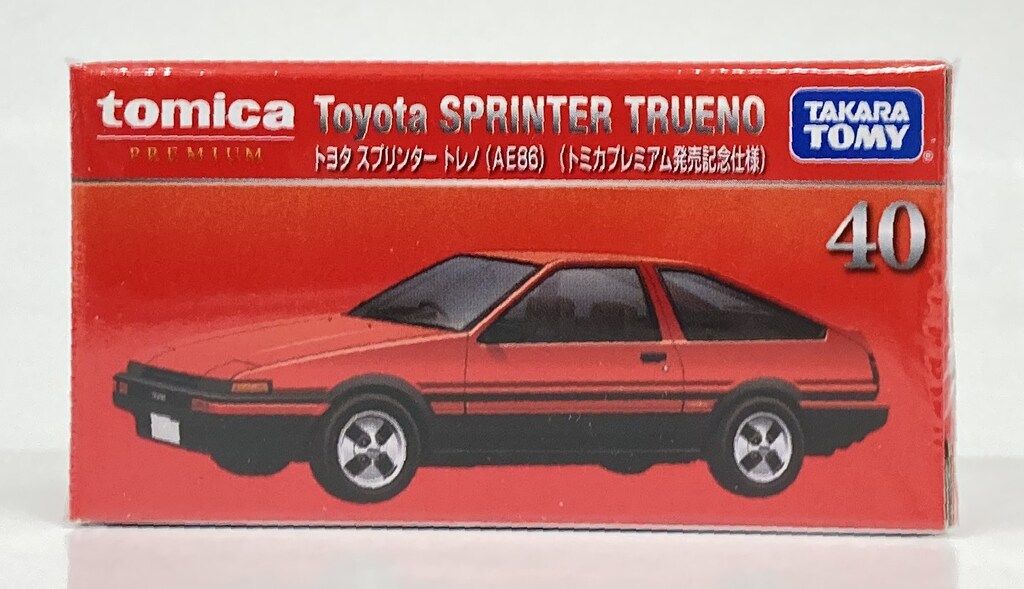 tomica
PREMIUM
Toyota SPRINTER TRUENO
トヨタ スプリンター トレノ (AE86) (トミカプレミアム発売記念仕様)
TAKARA
TOMY®
40